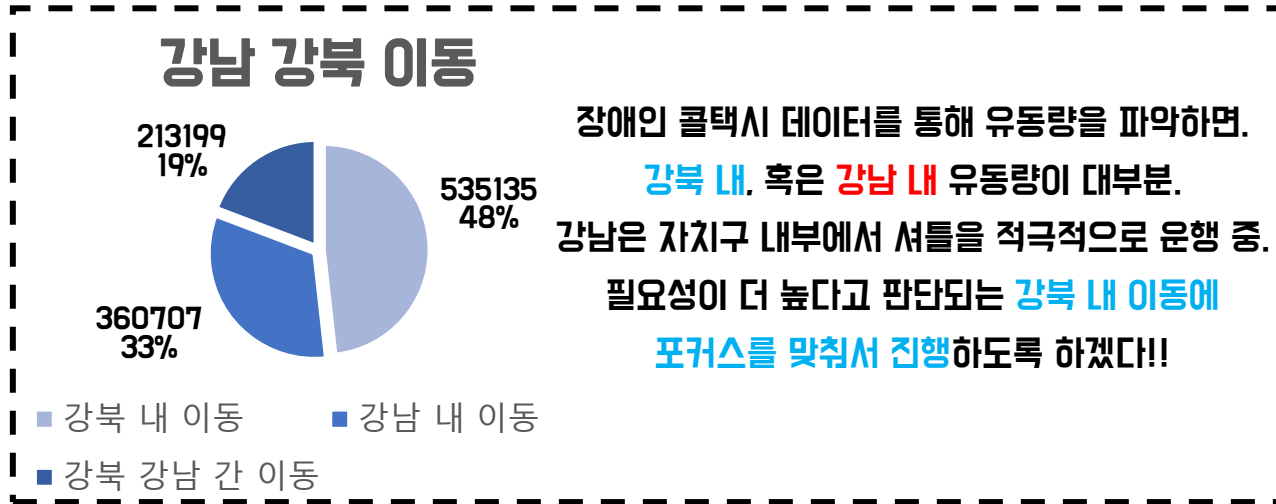 강남 강북 이동
213199
19%
535135
48%
360707
33%
강북 내 이동
강남 내 이동
강북 강남 간 이동
장애인 콜택시 데이터를 통해 유동량을 파악하면.
강북 내, 혹은 강남 내 유동량이 대부분.
강남은 자치구 내부에서 셔틀을 적극적으로 운행 중.
필요성이 더 높다고 판단되는 강북 내 이동에
포커스를 맞춰서 진행하도록 하겠다!!